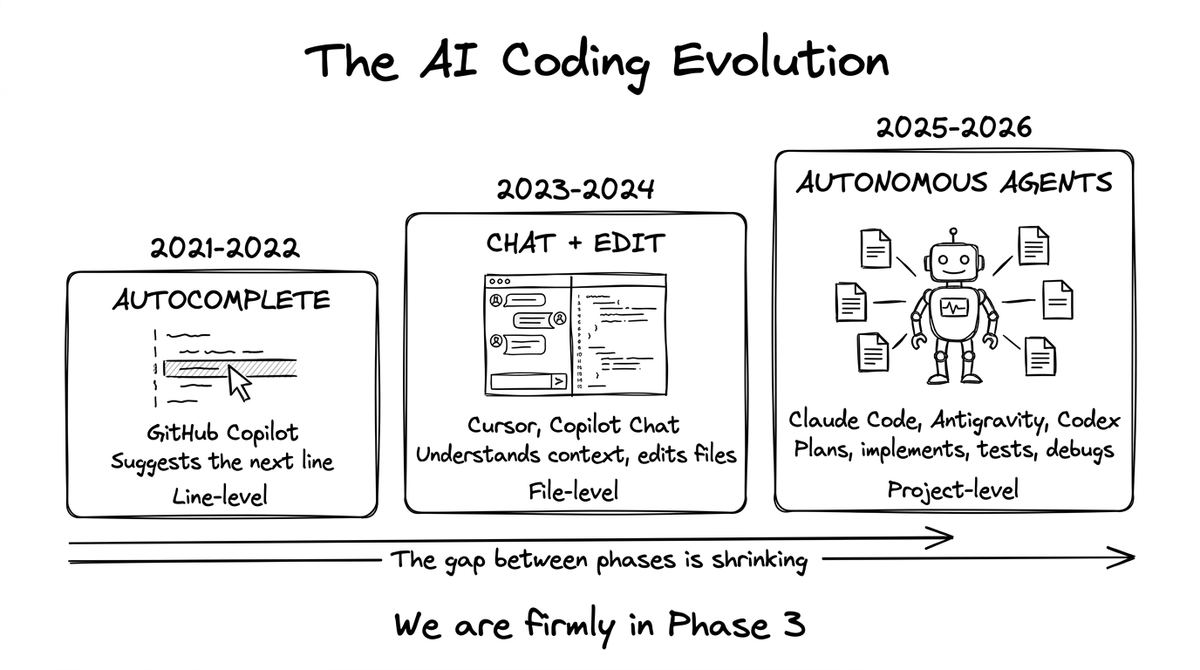 The AI Coding Evolution
2021-2022
AUTOCOMPLETE
GitHub Copilot
Suggests the next line
Line-level
2023-2024
CHAT + EDIT
Cursor, Copilot Chat
Understands context, edits files
File-level
2025-2026
AUTONOMOUS AGENTS
Claude Code, Antigravity, Codex
Plans, implements, tests, debugs
Project-level
The gap between phases is shrinking
We are firmly in Phase 3